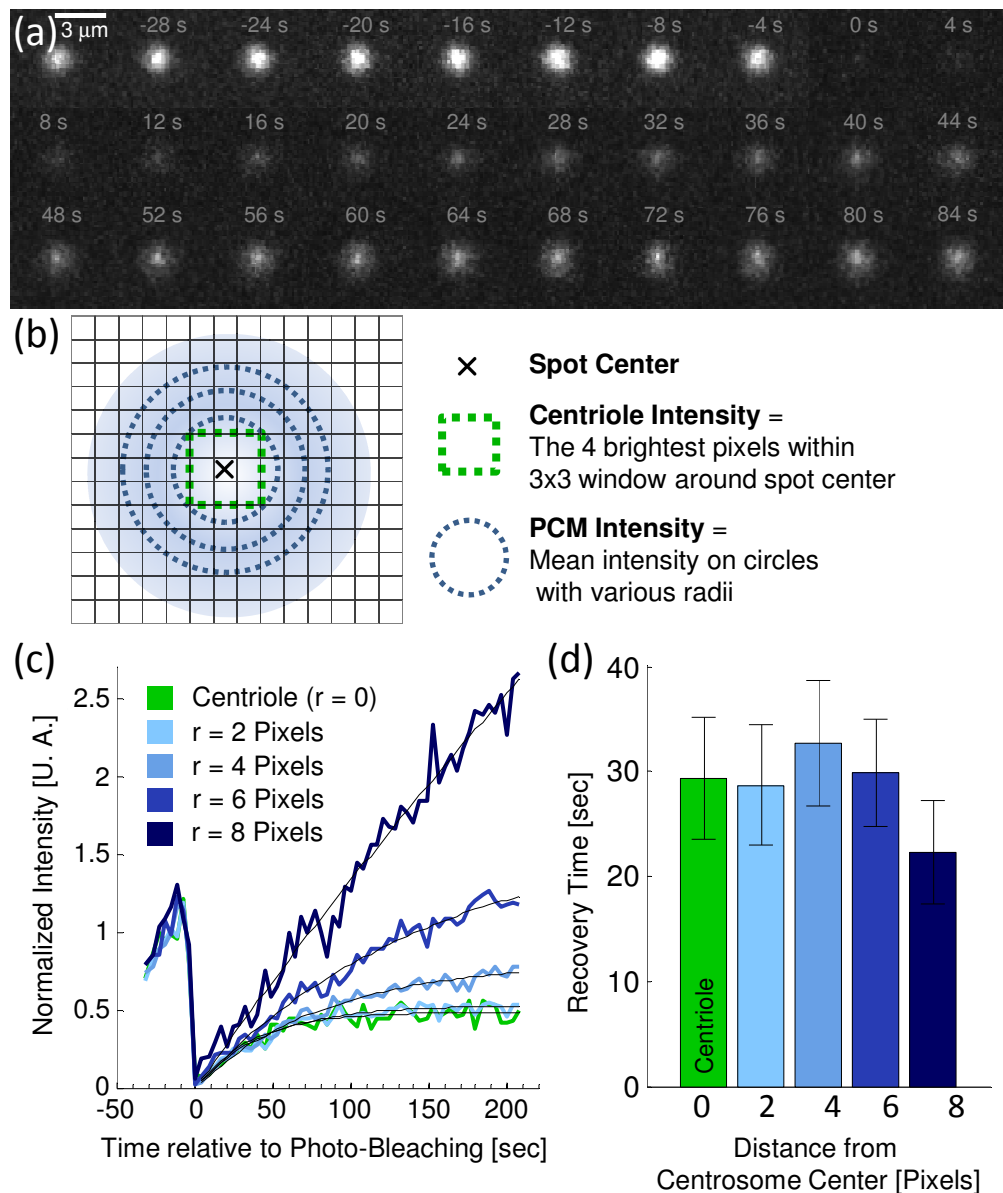 (a)
3 µm
-28 s -24 s -20 s -16 s -12 s -8 s -4 s 0 s 4 s
8 s 12 s 16 s 20 s 24 s 28 s 32 s 36 s 40 s 44 s
48 s 52 s 56 s 60 s 64 s 68 s 72 s 76 s 80 s 84 s
(b)
× Spot Center
Centriole Intensity =
The 4 brightest pixels within
3x3 window around spot center
PCM Intensity =
Mean intensity on circles
with various radii
(c)
Normalized Intensity [U. A.]
2.5
2
1.5
1
0.5
0
Centriole (r = 0)
r = 2 Pixels
r = 4 Pixels
r = 6 Pixels
r = 8 Pixels
-50 0 50 100 150 200
Time relative to Photo-Bleaching [sec]
(d)
Recovery Time [sec]
40
30
20
10
0
Centriole
0 2 4 6 8
Distance from
Centrosome Center [Pixels]